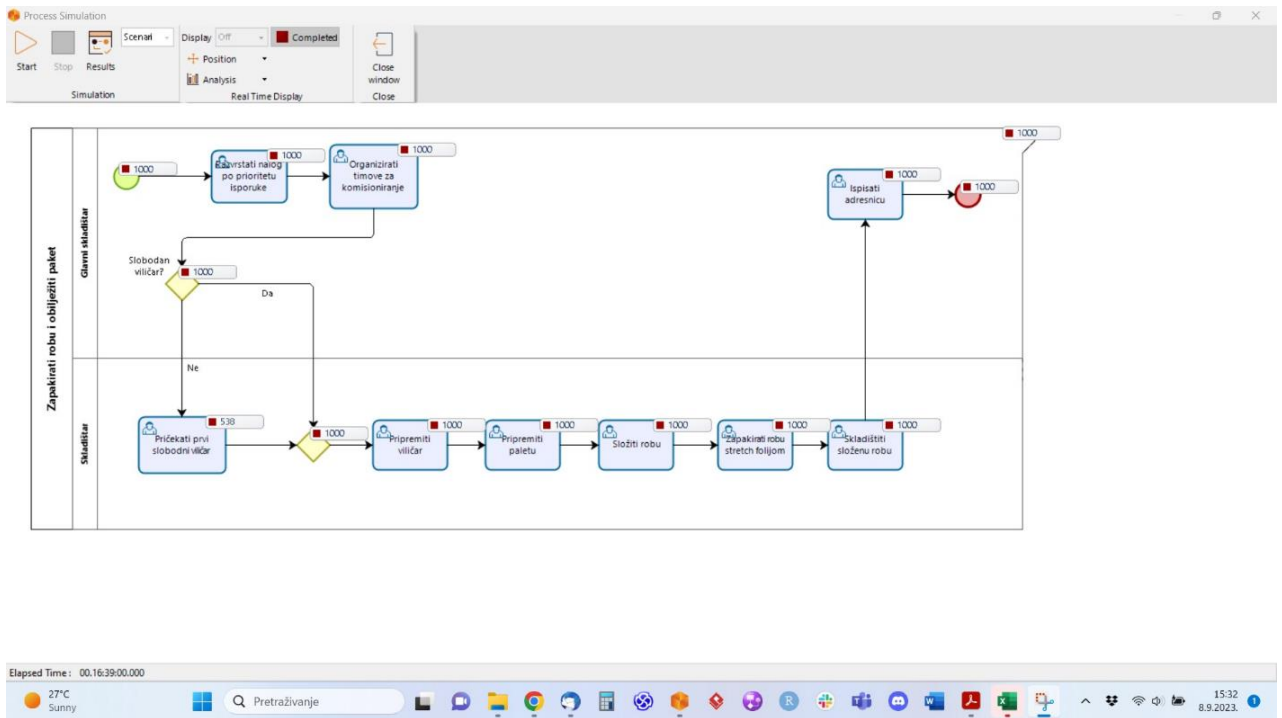 Process Simulation
Start
Stop
Results
Scenari
Simulation
Display
Off
Completed
Position
Analysis
Real Time Display
Close
window
Close
Zapakirati robu i obilježiti paket
Glavni skladištar
Skladištar
1000
1000
1000
po prioritetu
isporuke
nalog
1000
Organizirati
timove za
komisioniranje
1000
Ispisati
adresnicu
1000
Slobodan
viličar?
1000
Da
Ne
538
Pričekati prvi
slobodni viličar
1000
1000
Pripremiti
viličar
1000
Pripremiti
paletu
1000
Složiti robu
1000
Zapakirati robu
stretch folijom
1000
Skladištiti
složenu robu
Elapsed Time : 00.16:39:00.000
27°C
Sunny
Pretraživanje
15:32
8.9.2023.
1